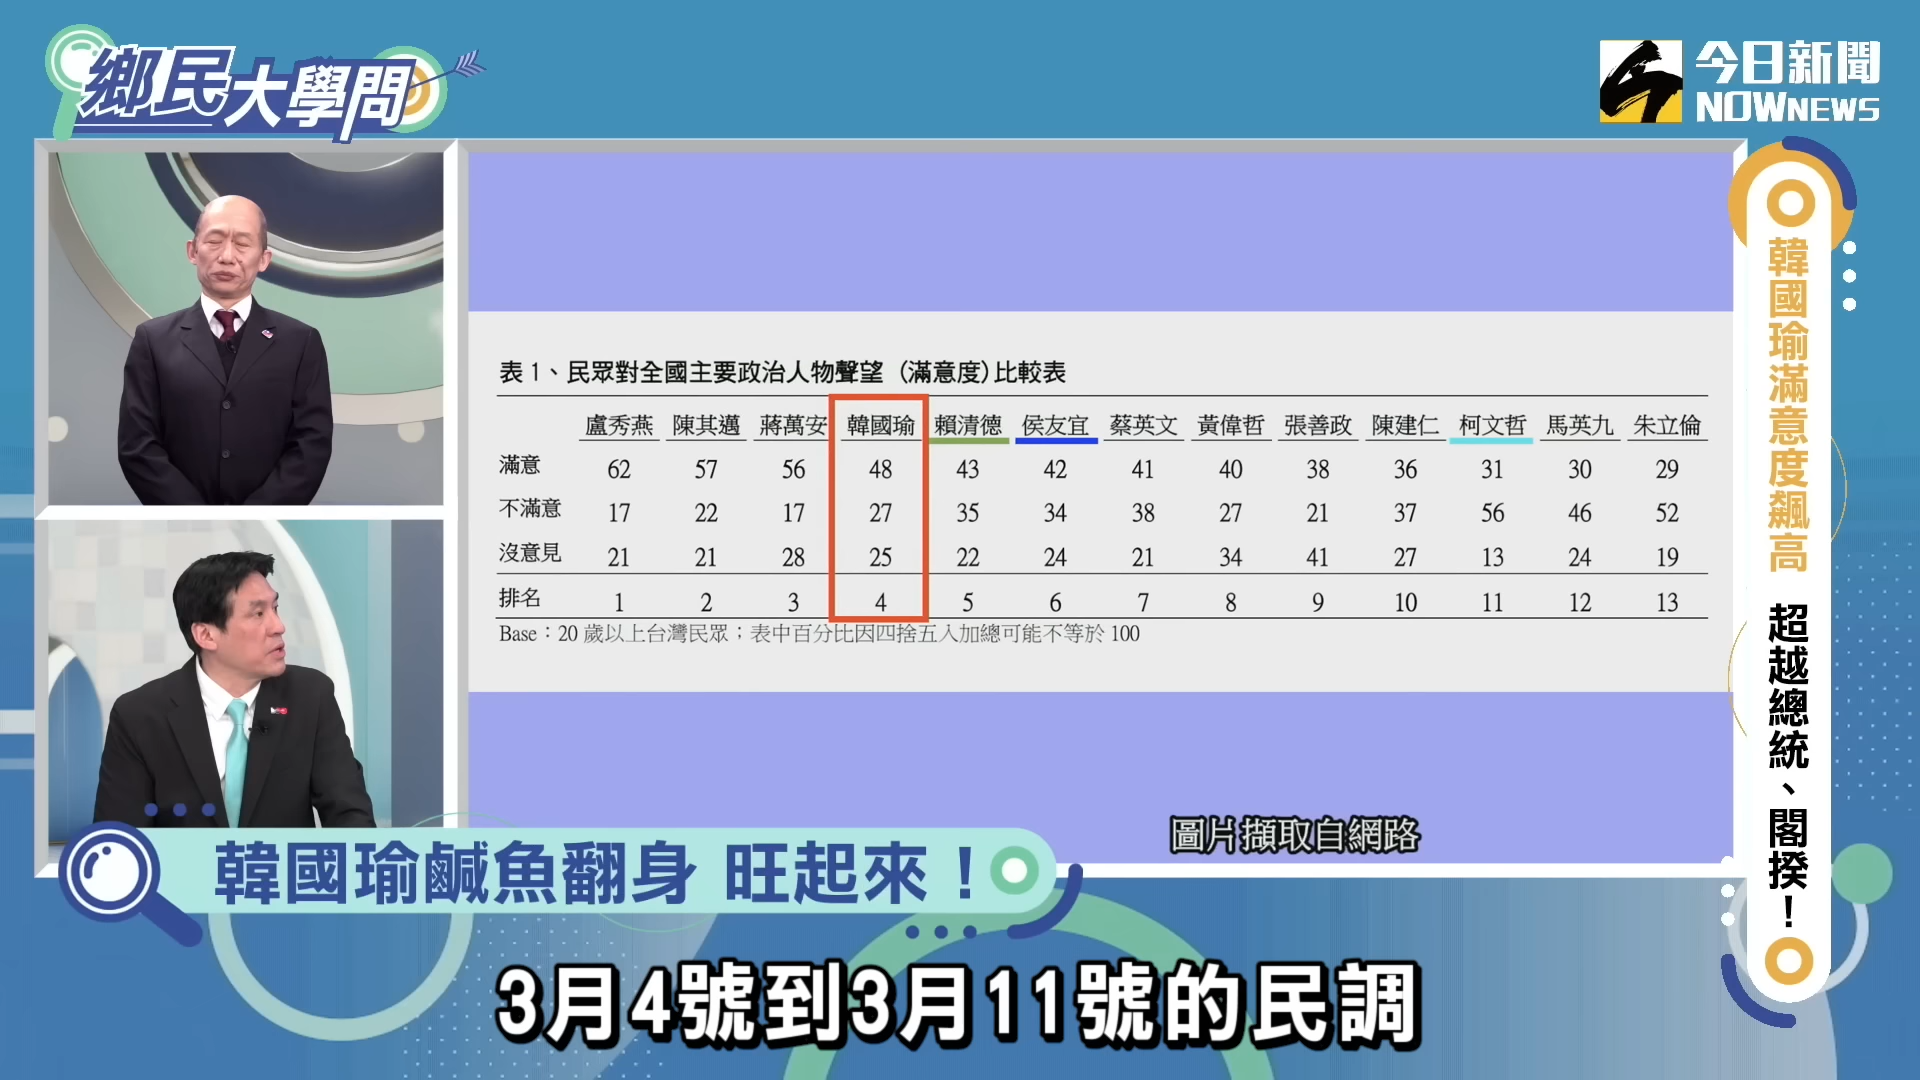 鄉民大學問
今日新聞
NOWNEWS
表 1、民眾對全國主要政治人物聲望 (滿意度)比較表
盧秀燕 陳其邁 蔣萬安 韓國瑜 賴清德 侯友宜 蔡英文 黃偉哲 張善政 陳建仁 柯文哲 馬英九 朱立倫
滿意 62 57 56 48 43 42 41 40 38 36 31 30 29
不滿意 17 22 17 27 35 34 38 27 21 37 56 46 52
沒意見 21 21 28 25 22 24 21 34 41 27 13 24 19
排名 1 2 3 4 5 6 7 8 9 10 11 12 13
Base：20 歲以上台灣民眾；表中百分比因四捨五入加總可能不等於 100
圖片擷取自網路
韓國瑜滿意度飆高 超越總統、閣揆！
韓國瑜鹹魚翻身 旺起來！
3月4號到3月11號的民調